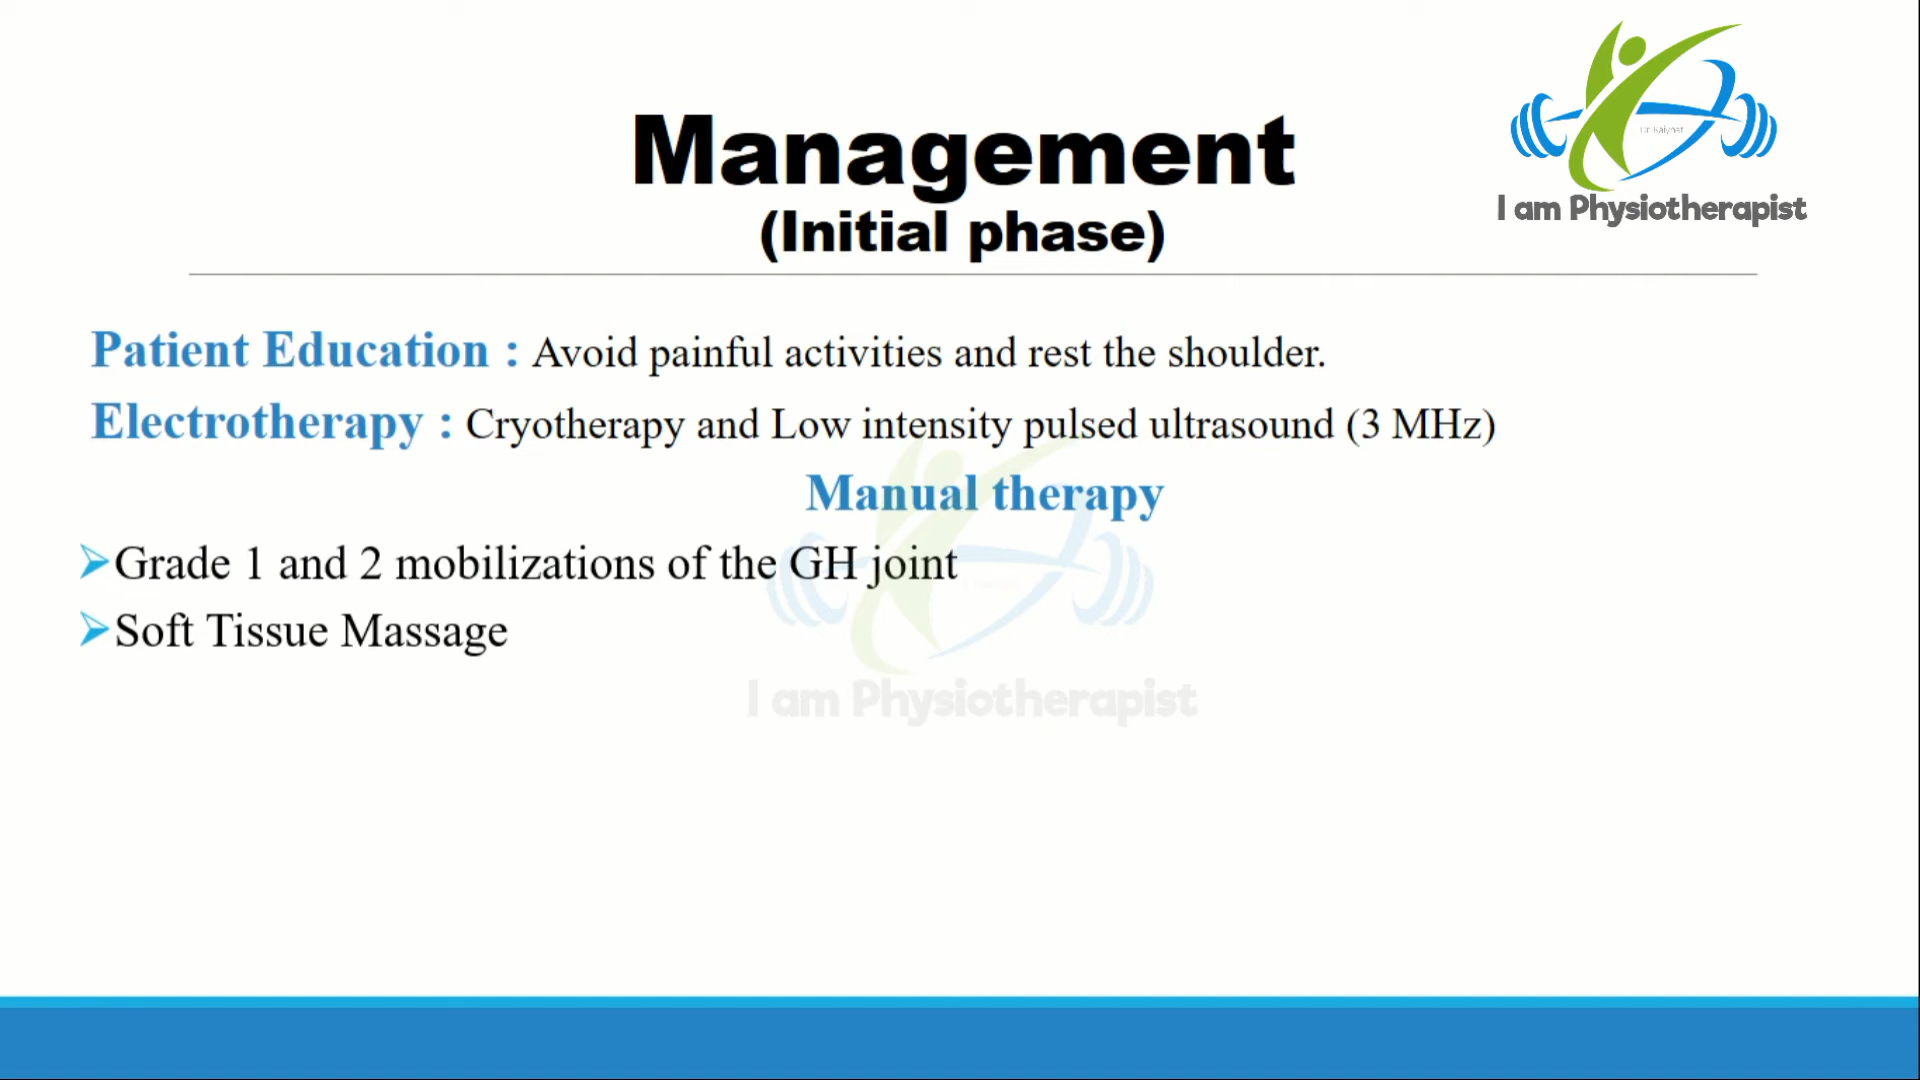 Management
(Initial phase)
I am Physiotherapist
Patient Education : Avoid painful activities and rest the shoulder.
Electrotherapy : Cryotherapy and Low intensity pulsed ultrasound (3 MHz)
Manual therapy
➢Grade 1 and 2 mobilizations of the GH joint
➢Soft Tissue Massage
I am Physiotherapist